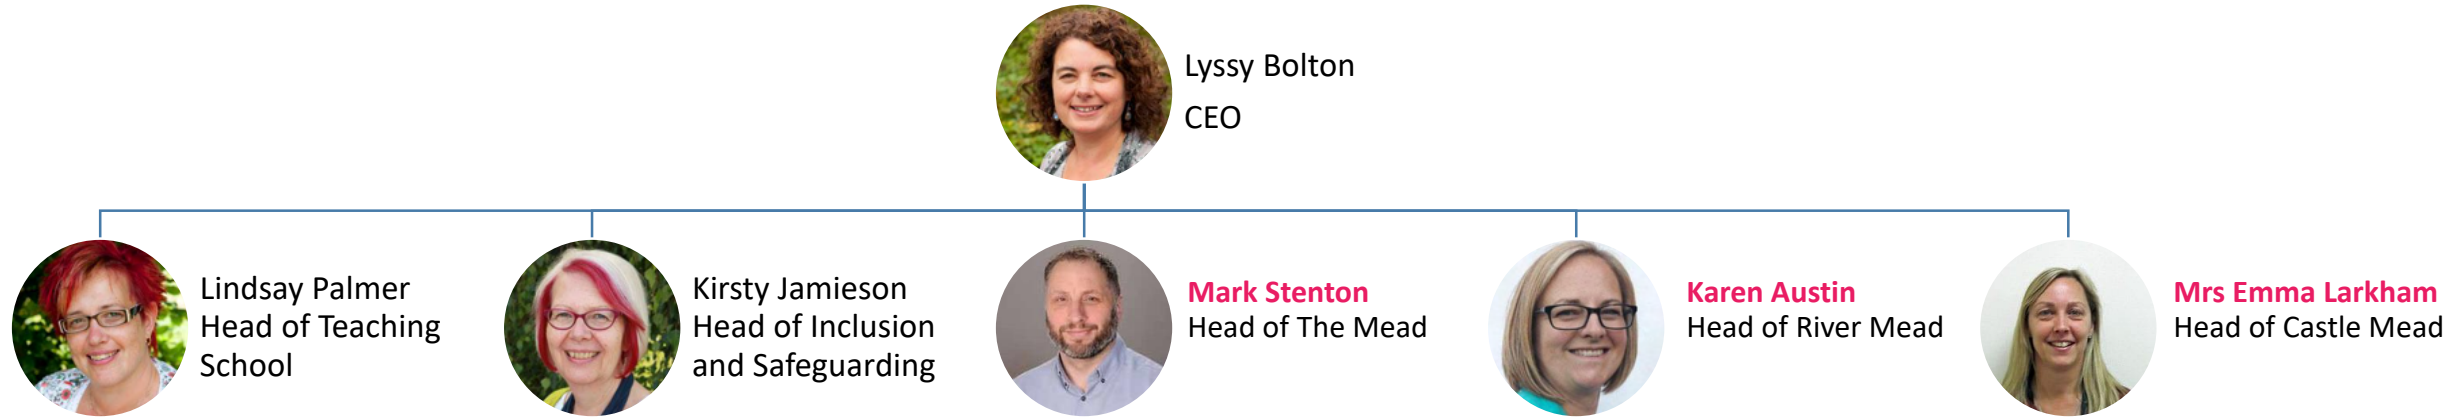 Lyssy Bolton
CEO
Lindsay Palmer
Head of Teaching
School
Kirsty Jamieson
Head of Inclusion
and Safeguarding
Mark Stenton
Head of The Mead
Karen Austin
Head of River Mead
Mrs Emma Larkham
Head of Castle Mead